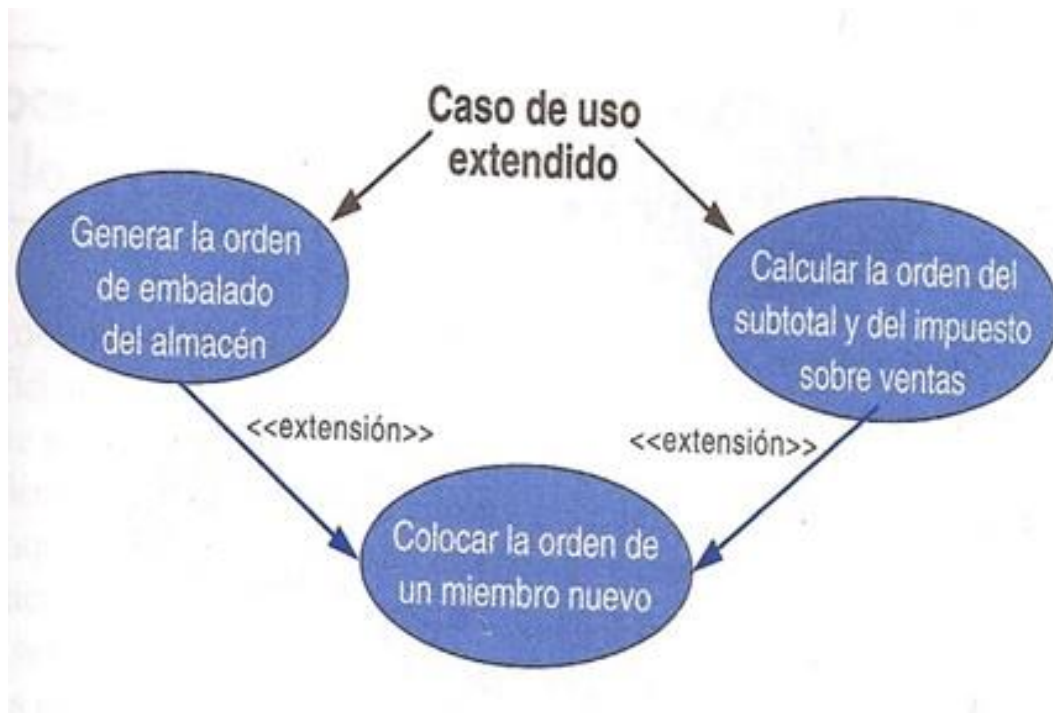 Caso de uso
extendido
Generar la orden
de embalado
del almacén
Calcular la orden del
subtotal y del impuesto
sobre ventas
<<extensión>>
<<extensión>>
Colocar la orden de
un miembro nuevo